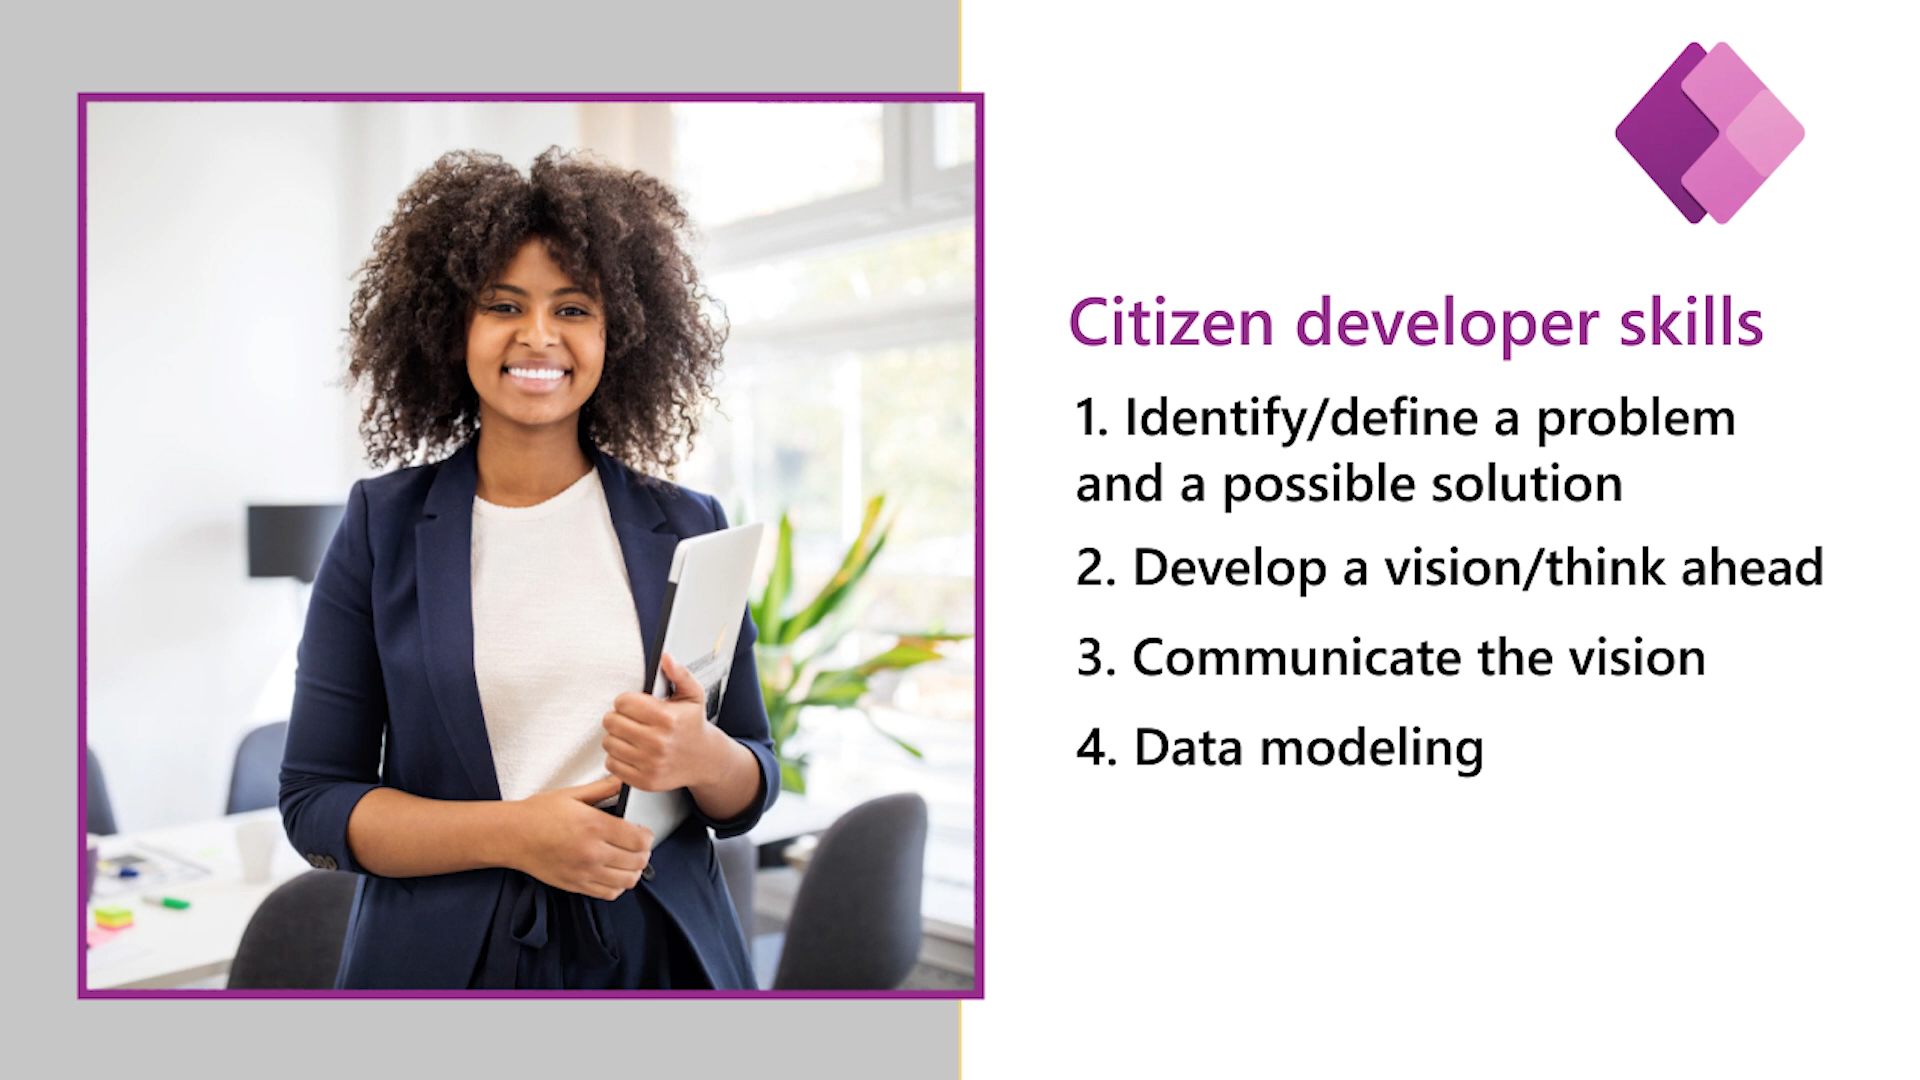 Citizen developer skills
1. Identify/define a problem
and a possible solution
2. Develop a vision/think ahead
3. Communicate the vision
4. Data modeling